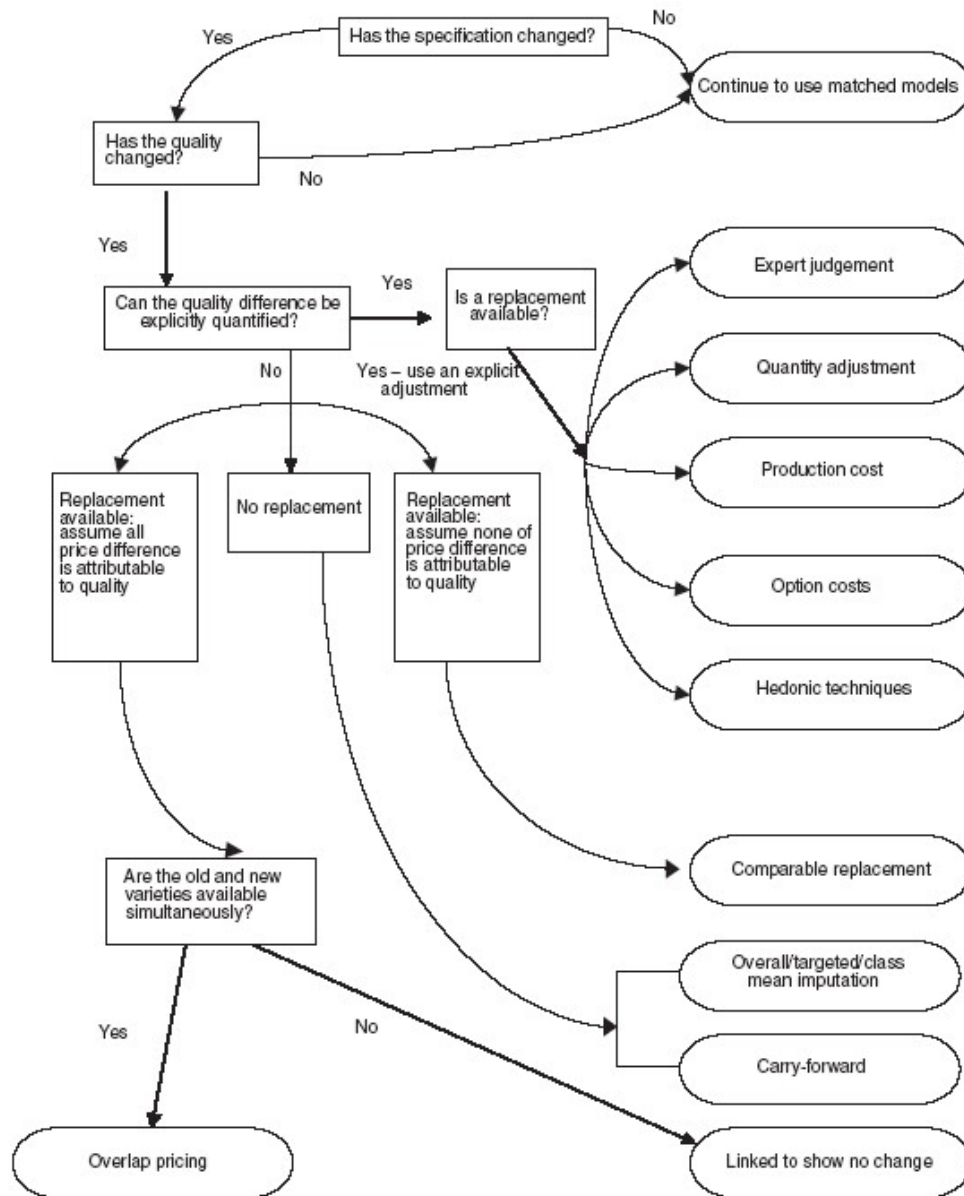 No
Yes
Has the specification changed?
Continue to use matched models
Has the quality
changed?
No
Yes
Expert judgement
Yes
Can the quality difference be
explicitly quantified?
Is a replacement
available?
No
Yes – use an explicit
adjustment
Quantity adjustment
Replacement
available:
assume all
price difference
is attributable
to quality
No replacement
Replacement
available:
assume none of
price difference
is attributable
to quality
Production cost
Option costs
Hedonic techniques
Are the old and new
varieties available
simultaneously?
Comparable replacement
Overall/targeted/class
mean imputation
Yes
No
Carry-forward
Overlap pricing
Linked to show no change